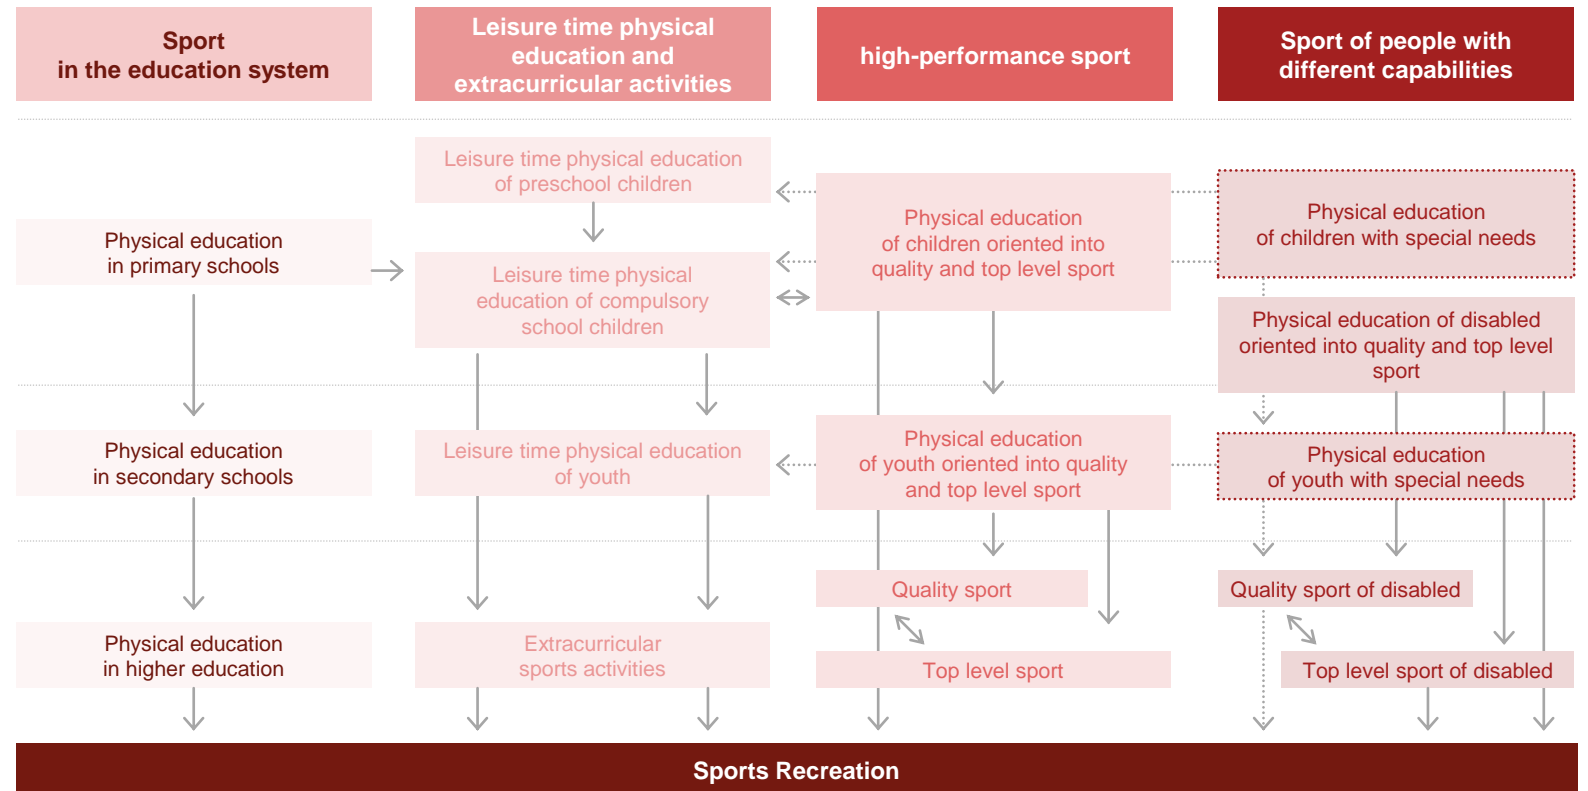 Sport
in the education system
Leisure time physical
education and
extracurricular activities
high-performance sport
Sport of people with
different capabilities
Leisure time physical education
of preschool children
Physical education
in primary schools
Leisure time physical
education of compulsory
school children
Physical education
of children oriented into
quality and top level sport
Physical education
of children with special needs
Physical education of disabled
oriented into quality and top level
sport
Physical education
in secondary schools
Leisure time physical education
of youth
Physical education
of youth oriented into quality
and top level sport
Physical education
of youth with special needs
Quality sport
Quality sport of disabled
Physical education
in higher education
Extracurricular
sports activities
Top level sport
Top level sport of disabled
Sports Recreation